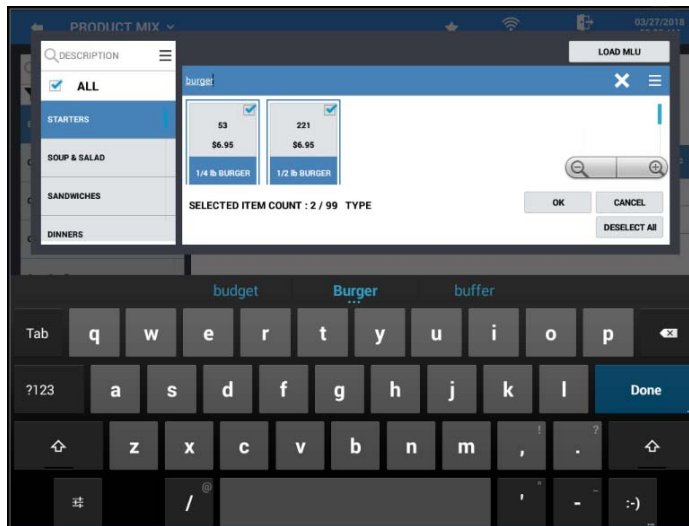 PRODUCT MIX
03/27/2018
DESCRIPTION
LOAD MLU
ALL
burger
STARTERS
53
$6.95
1/4 lb BURGER
221
$6.95
1/2 lb BURGER
SOUP & SALAD
SANDWICHES
SELECTED ITEM COUNT : 2 / 99 TYPE
OK
CANCEL
DINNERS
DESELECT All
budget Burger buffer
Tab q w e r t y u i o p
?123 a s d f g h j k l Done
z x c v b n m , ! . ?
/ @ ' " - _ :-)